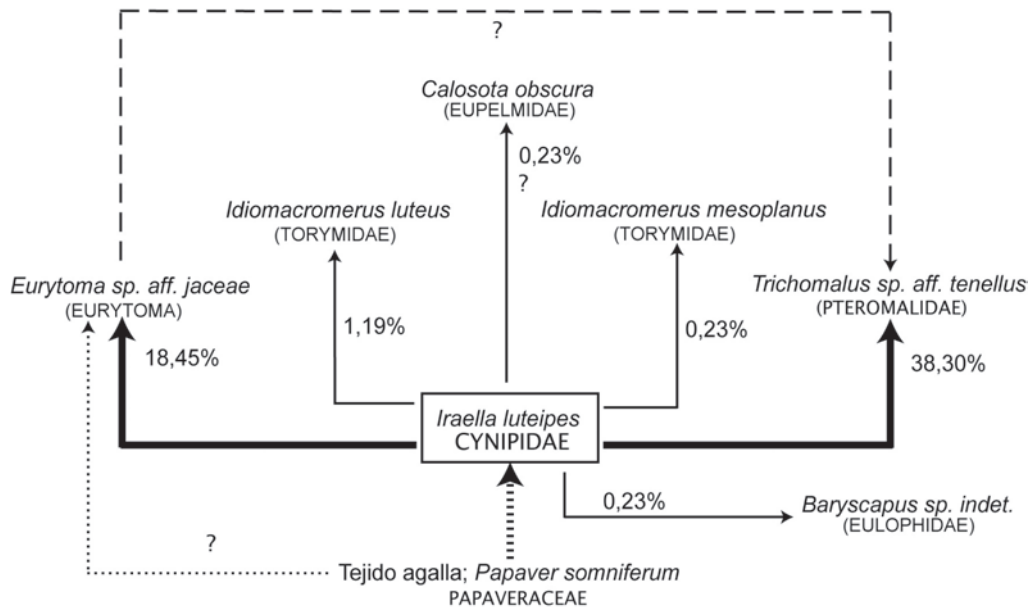 ?
Calosota obscura
(EUPELMIDAE)
0,23%
?
Idiomacromerus luteus
(TORYMIDAE)
Idiomacromerus mesoplanus
(TORYMIDAE)
Eurytoma sp. aff. jaceae
(EURYTOMA)
Trichomalus sp. aff. tenellus
(PTEROMALIDAE)
18,45%
1,19%
0,23%
38,30%
Iraella luteipes
CYNIPIDAE
0,23%
Baryscapus sp. indet.
(EULOPHIDAE)
?
Tejido agalla; Papaver somniferum
PAPAVERACEAE